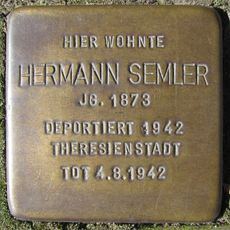 HIER WOHNTE
HERMANN SEMLER
JG. 1873
DEPORTIERT 1942
THERESIENSTADT
TOT 4.8.1942